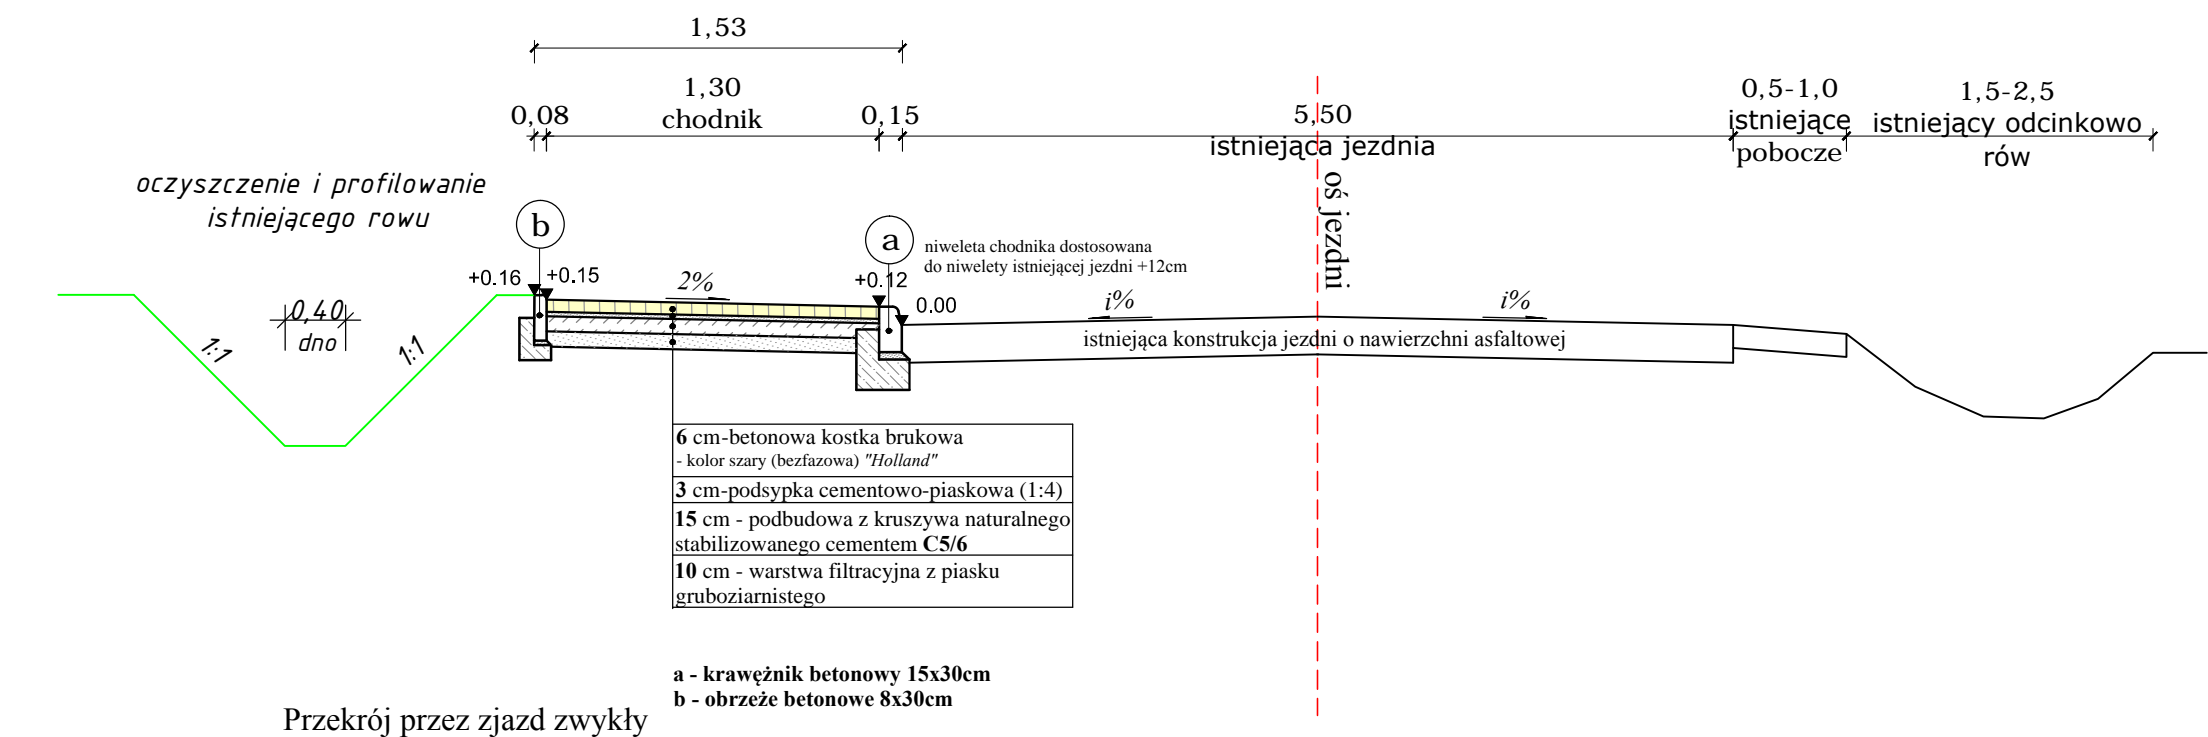 1,53
1,30
0,08
chodnik
0,15
5,50
istniejąca jezdnia
0,5-1,0
istniejące
pobocze
1,5-2,5
istniejący odcinkowo
rów
oczyszczenie i profilowanie
istniejącego rowu
b
a
niweleta chodnika dostosowana
do niwelety istniejącej jezdni +12cm
oś jezdni
+0.16
+0.15
2%
+0.12
0.00
i%
i%
0,40
dno
1:1
1:1
istniejąca konstrukcja jezdni o nawierzchni asfaltowej
6 cm-betonowa kostka brukowa
- kolor szary (bezfazowa) "Holland"
3 cm-podsypka cementowo-piaskowa (1:4)
15 cm - podbudowa z kruszywa naturalnego
stabilizowanego cementem C5/6
10 cm - warstwa filtracyjna z piasku
gruboziarnistego
a - krawężnik betonowy 15x30cm
b - obrzeże betonowe 8x30cm
Przekrój przez zjazd zwykły